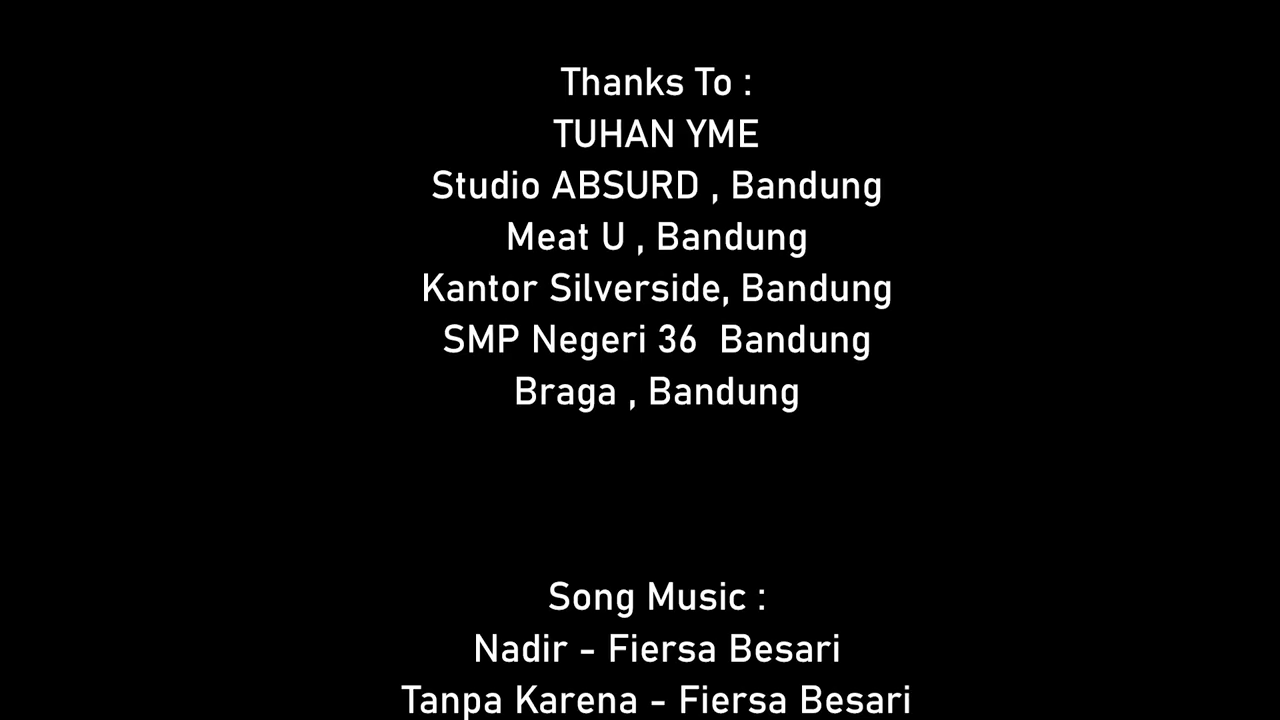 Thanks To :
TUHAN YME
Studio ABSURD , Bandung
Meat U , Bandung
Kantor Silverside, Bandung
SMP Negeri 36  Bandung
Braga , Bandung
Song Music :
Nadir - Fiersa Besari
Tanpa Karena - Fiersa Besari